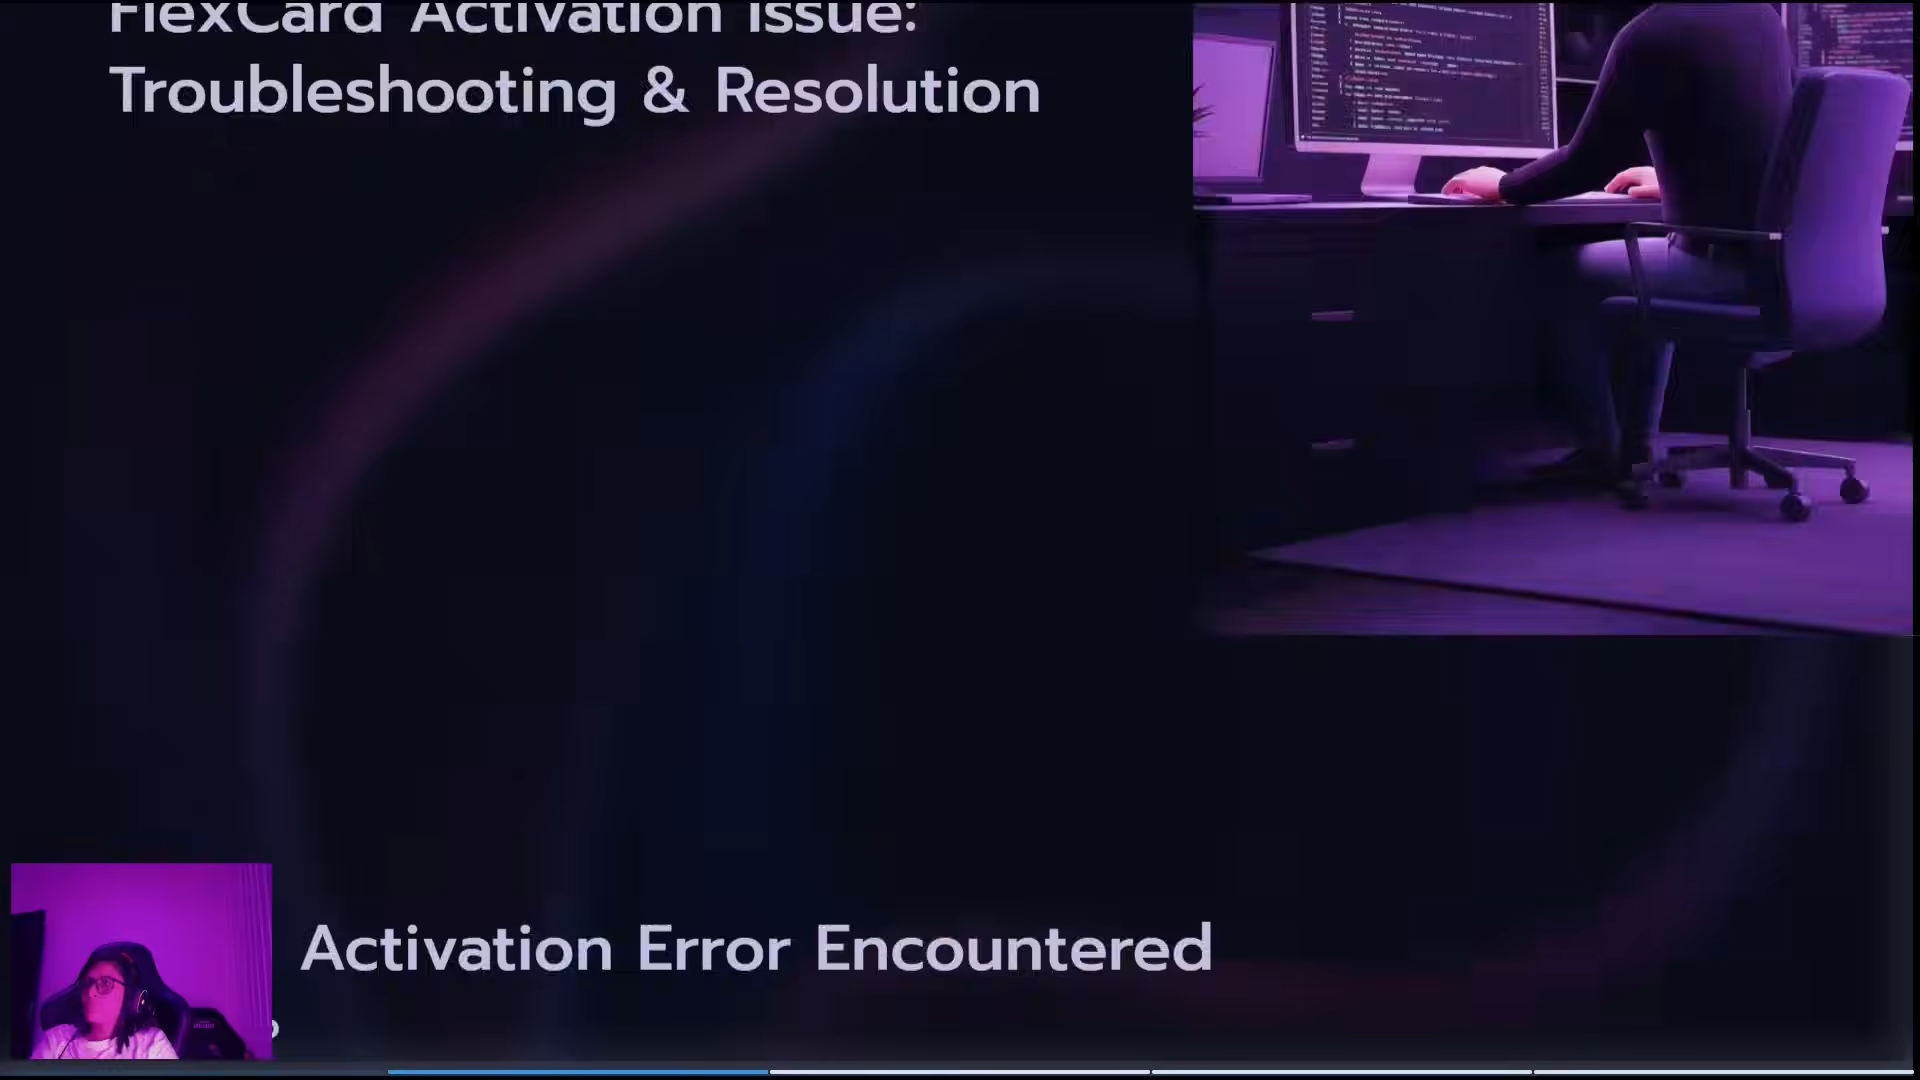 FlexCard Activation Issue:
Troubleshooting & Resolution
Activation Error Encountered